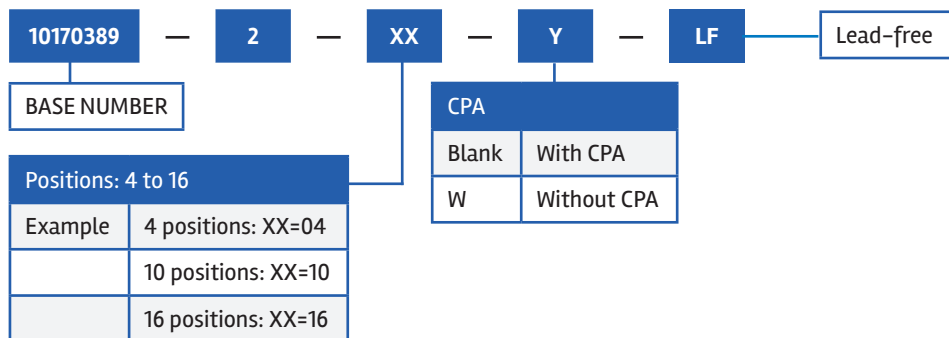 10170389 — 2 — XX — Y — LF Lead-free
BASE NUMBER
CPA
Blank With CPA
W Without CPA
Positions: 4 to 16
Example 4 positions: XX=04
10 positions: XX=10
16 positions: XX=16